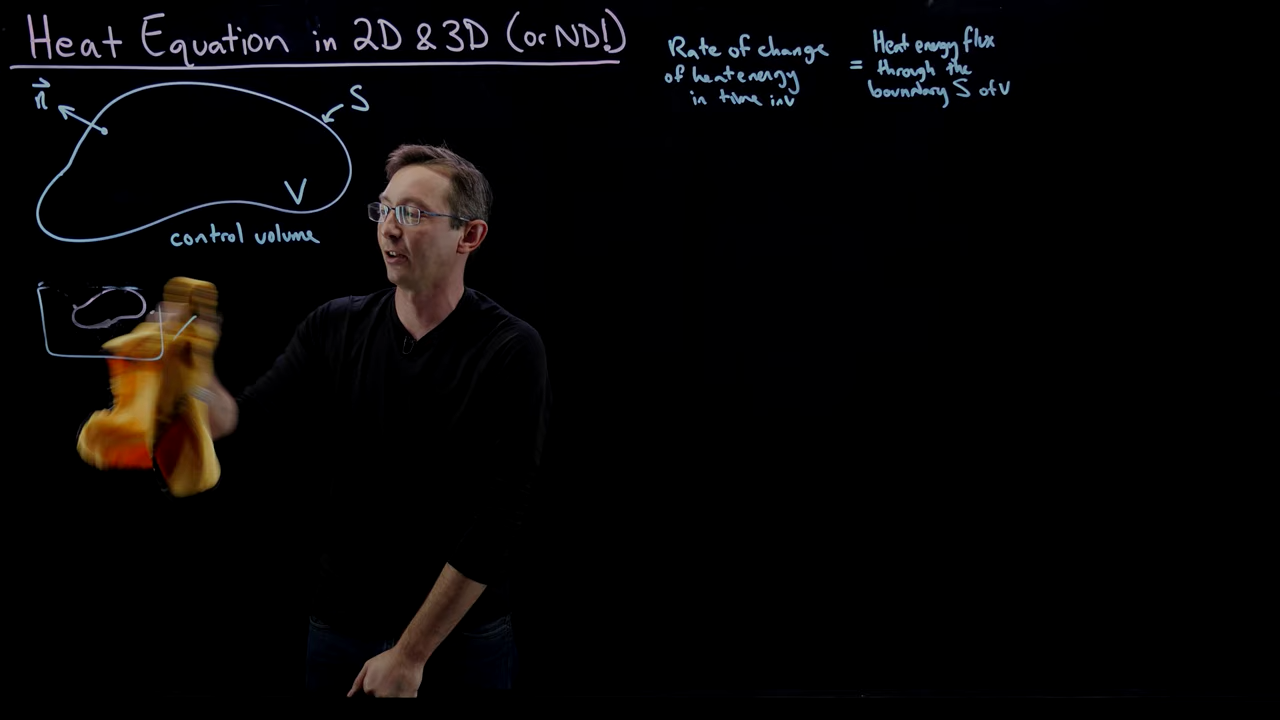 Heat Equation in 2D & 3D (or ND!)
n
S
V
control volume
Rate of change
of heat energy
in time in V
=
Heat energy flux
through the
boundary S of V